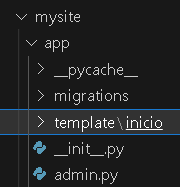 mysite
app
__pycache__
migrations
template\inicio
__init__.py
admin.py